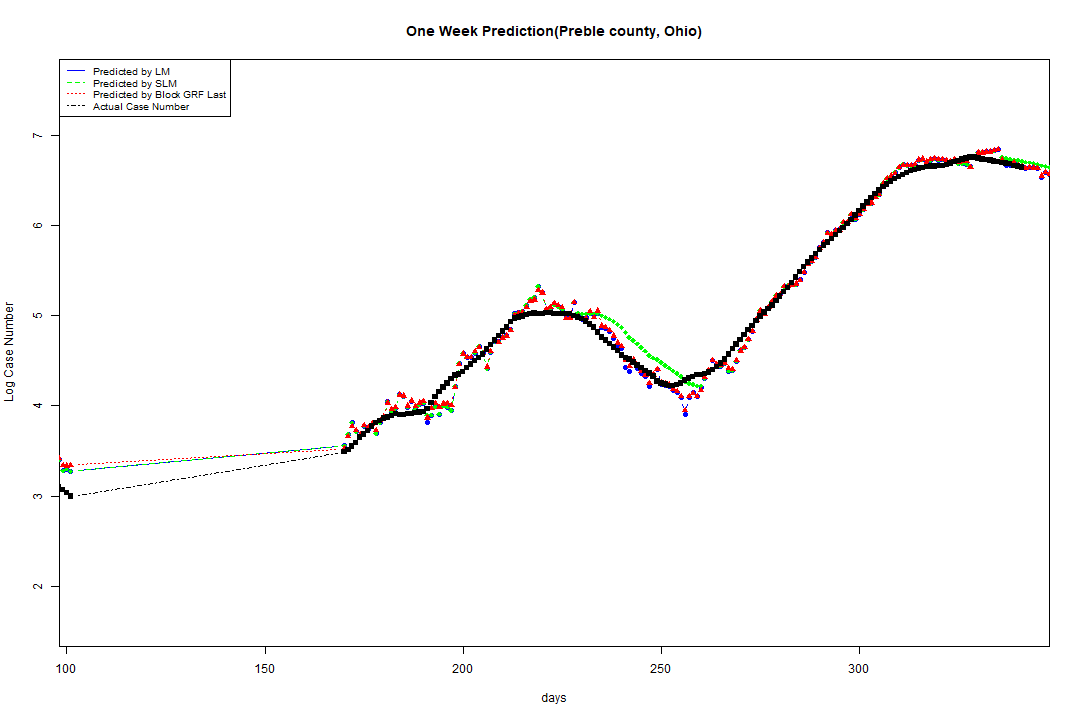 One Week Prediction(Preble county, Ohio)
Predicted by LM
Predicted by SLM
Predicted by Block GRF Last
Actual Case Number
7
6
5
4
3
2
Log Case Number
100 150 200 250 300
days